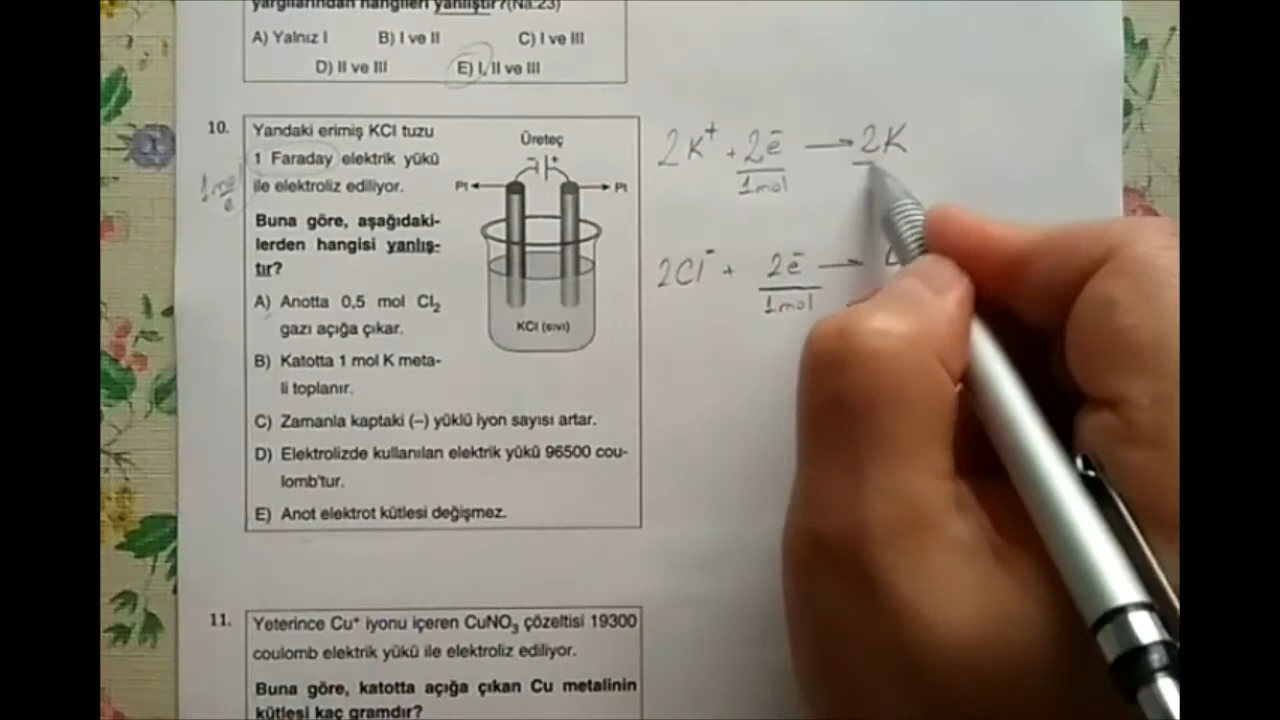 yargılarından hangileri yanlıştır?(Na:23)
A) Yalnız I B) I ve II C) I ve III
D) II ve III E) I, II ve III
10. Yandaki erimiş KCl tuzu
1 Faraday elektrik yükü
ile elektroliz ediliyor.
Buna göre, aşağıdaki-
lerden hangisi yanlış-
tır?
A) Anotta 0,5 mol Cl₂
gazı açığa çıkar.
B) Katotta 1 mol K meta-
li toplanır.
C) Zamanla kaptaki (–) yüklü iyon sayısı artar.
D) Elektrolizde kullanılan elektrik yükü 96500 cou-
lomb'tur.
E) Anot elektrot kütlesi değişmez.
Üreteç
- +
Pt Pt
KCl (sıvı)
1 mol
e
2K⁺ + 2e⁻ → 2K
1mol
2Cl⁻ + 2e⁻ →
1mol
11. Yeterince Cu⁺ iyonu içeren CuNO₃ çözeltisi 19300
coulomb elektrik yükü ile elektroliz ediliyor.
Buna göre, katotta açığa çıkan Cu metalinin
kütlesi kaç gramdır?